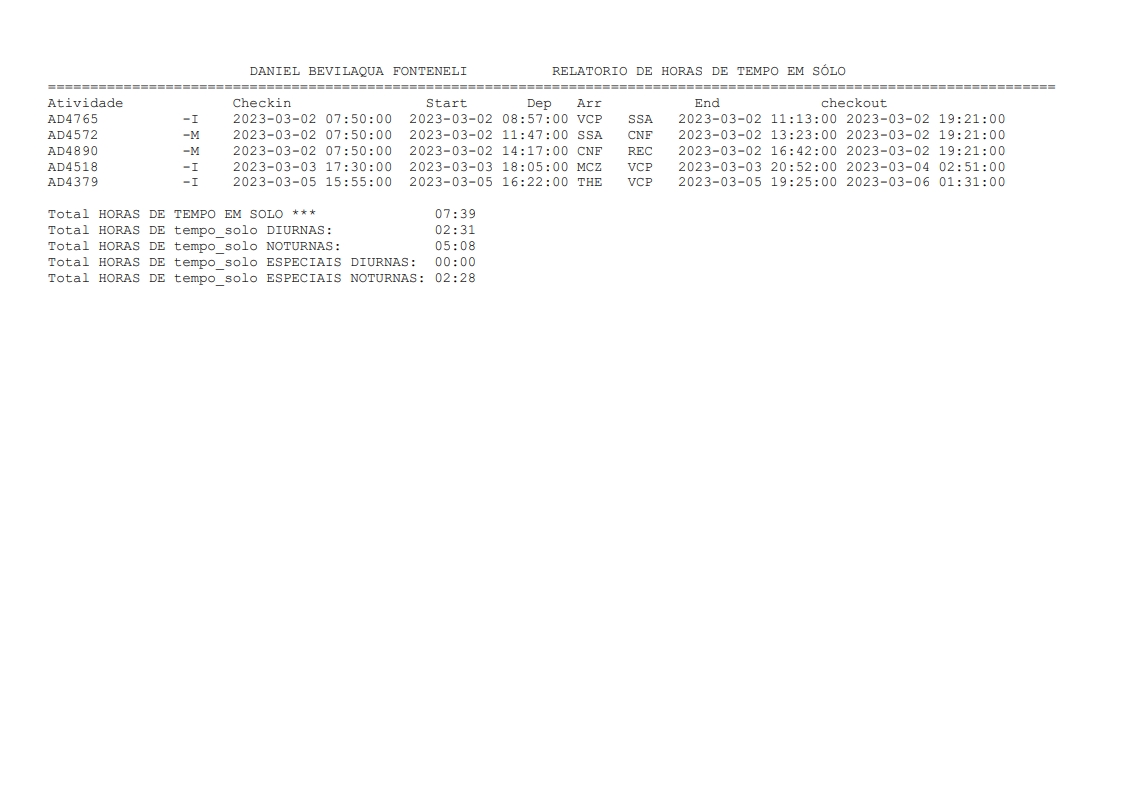 DANIEL BEVILAQUA FONTENELI          RELATORIO DE HORAS DE TEMPO EM SÓLO
========================================================================================================================
Atividade             Checkin                Start       Dep   Arr           End            checkout
AD4765          -I    2023-03-02 07:50:00  2023-03-02 08:57:00 VCP   SSA   2023-03-02 11:13:00 2023-03-02 19:21:00
AD4572          -M    2023-03-02 07:50:00  2023-03-02 11:47:00 SSA   CNF   2023-03-02 13:23:00 2023-03-02 19:21:00
AD4890          -M    2023-03-02 07:50:00  2023-03-02 14:17:00 CNF   REC   2023-03-02 16:42:00 2023-03-02 19:21:00
AD4518          -I    2023-03-03 17:30:00  2023-03-03 18:05:00 MCZ   VCP   2023-03-03 20:52:00 2023-03-04 02:51:00
AD4379          -I    2023-03-05 15:55:00  2023-03-05 16:22:00 THE   VCP   2023-03-05 19:25:00 2023-03-06 01:31:00
Total HORAS DE TEMPO EM SOLO ***              07:39
Total HORAS DE tempo_solo DIURNAS:            02:31
Total HORAS DE tempo_solo NOTURNAS:           05:08
Total HORAS DE tempo_solo ESPECIAIS DIURNAS:  00:00
Total HORAS DE tempo_solo ESPECIAIS NOTURNAS: 02:28